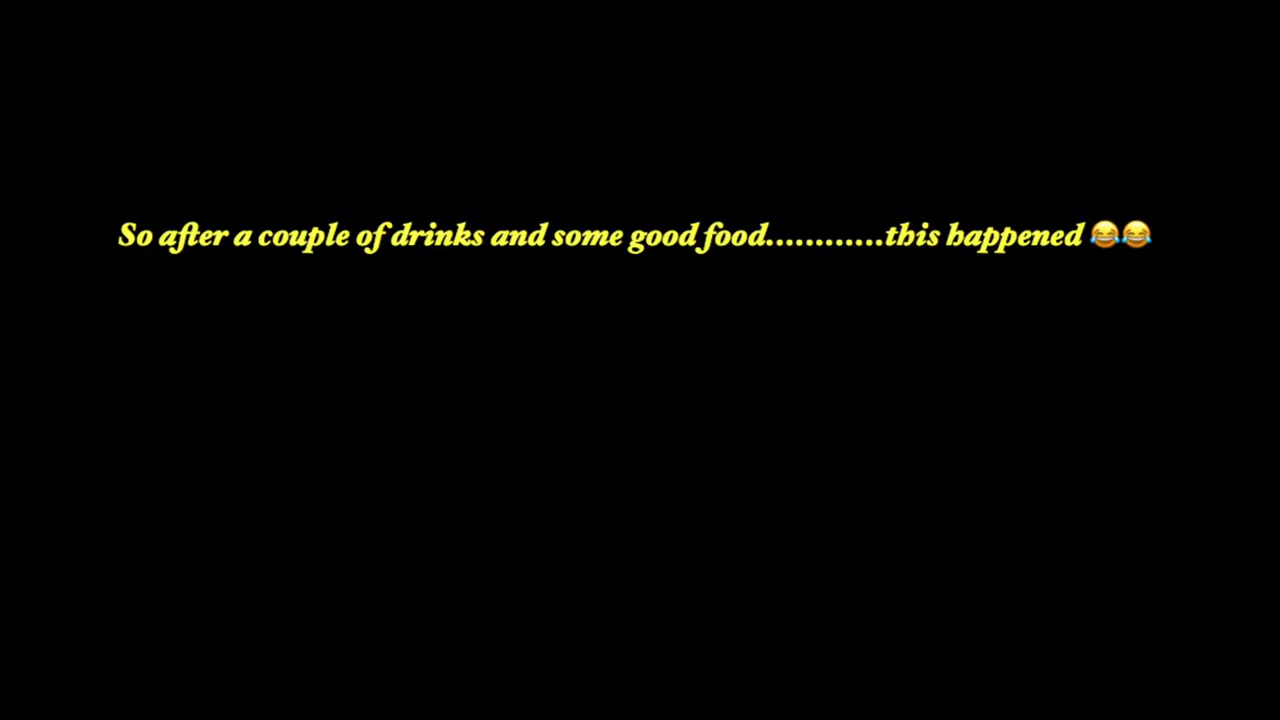 So after a couple of drinks and some good food............this happened 😂😂